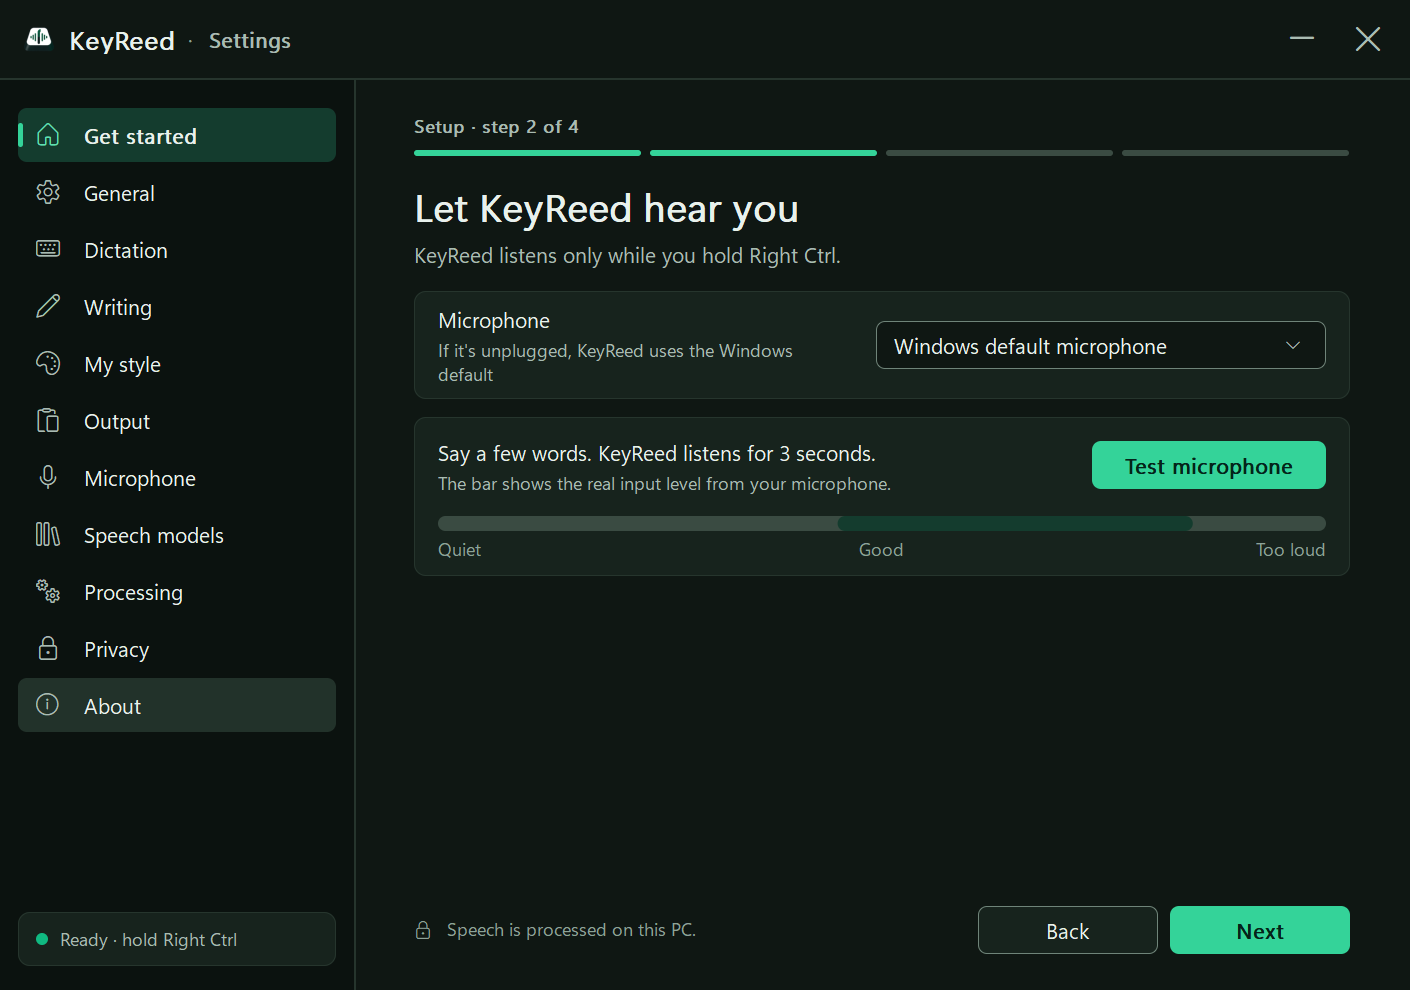 KeyReed · Settings
Get started
General
Dictation
Writing
My style
Output
Microphone
Speech models
Processing
Privacy
About
Ready · hold Right Ctrl
Setup · step 2 of 4
Let KeyReed hear you
KeyReed listens only while you hold Right Ctrl.
Microphone
If it's unplugged, KeyReed uses the Windows
default
Windows default microphone
Say a few words. KeyReed listens for 3 seconds.
The bar shows the real input level from your microphone.
Test microphone
Quiet Good Too loud
Speech is processed on this PC.
Back
Next